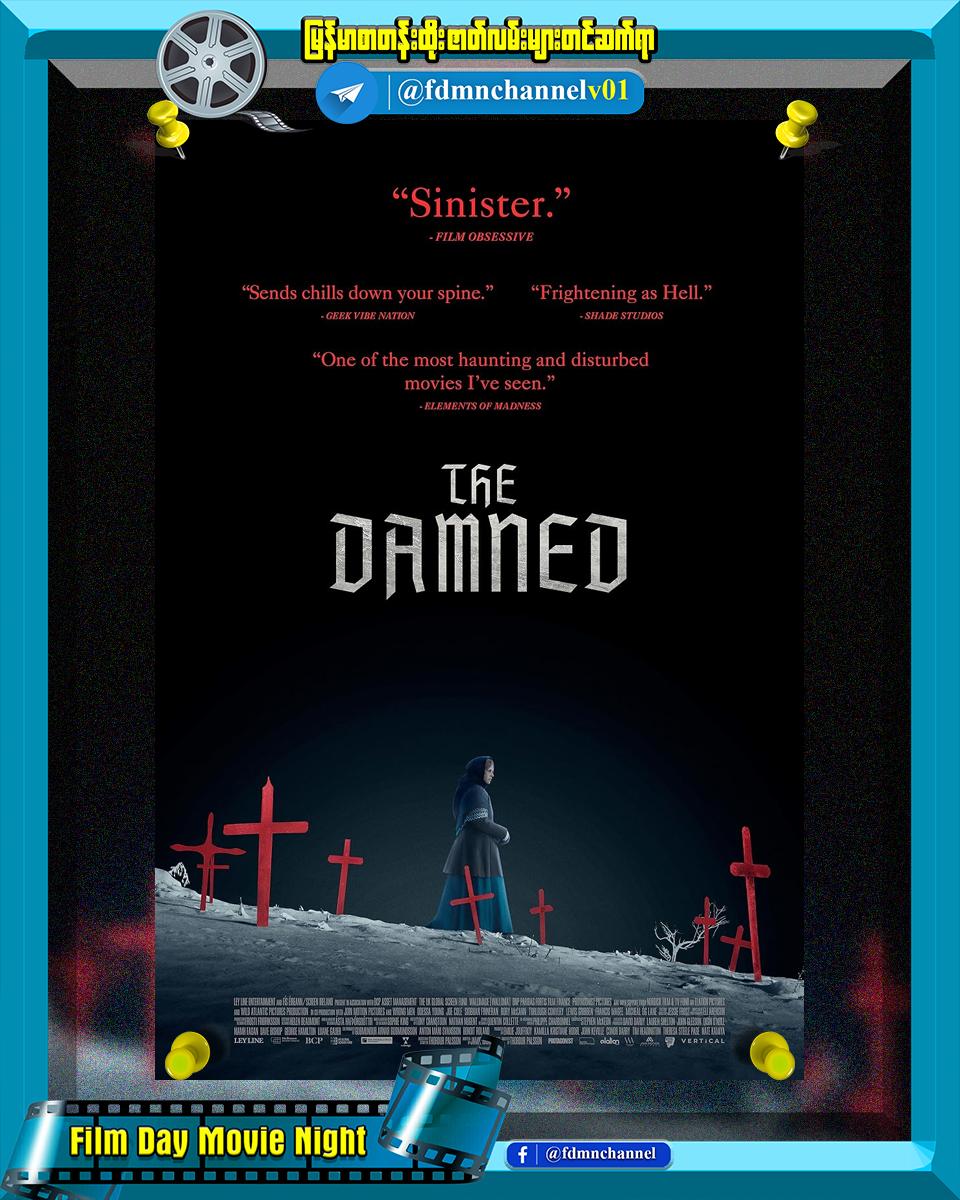 မြန်မာစာတန်းထိုး ဇာတ်လမ်းများတင်ဆက်ရာ
@fdmnchannelv01
“Sinister.”
- FILM OBSESSIVE
“Sends chills down your spine.” “Frightening as Hell.”
- GEEK VIBE NATION - SHADE STUDIOS
“One of the most haunting and disturbed
movies I’ve seen.”
- ELEMENTS OF MADNESS
THE
DAMNED
LEYLINE BCP PROTAGONIST VERTICAL
Film Day Movie Night
@fdmnchannel